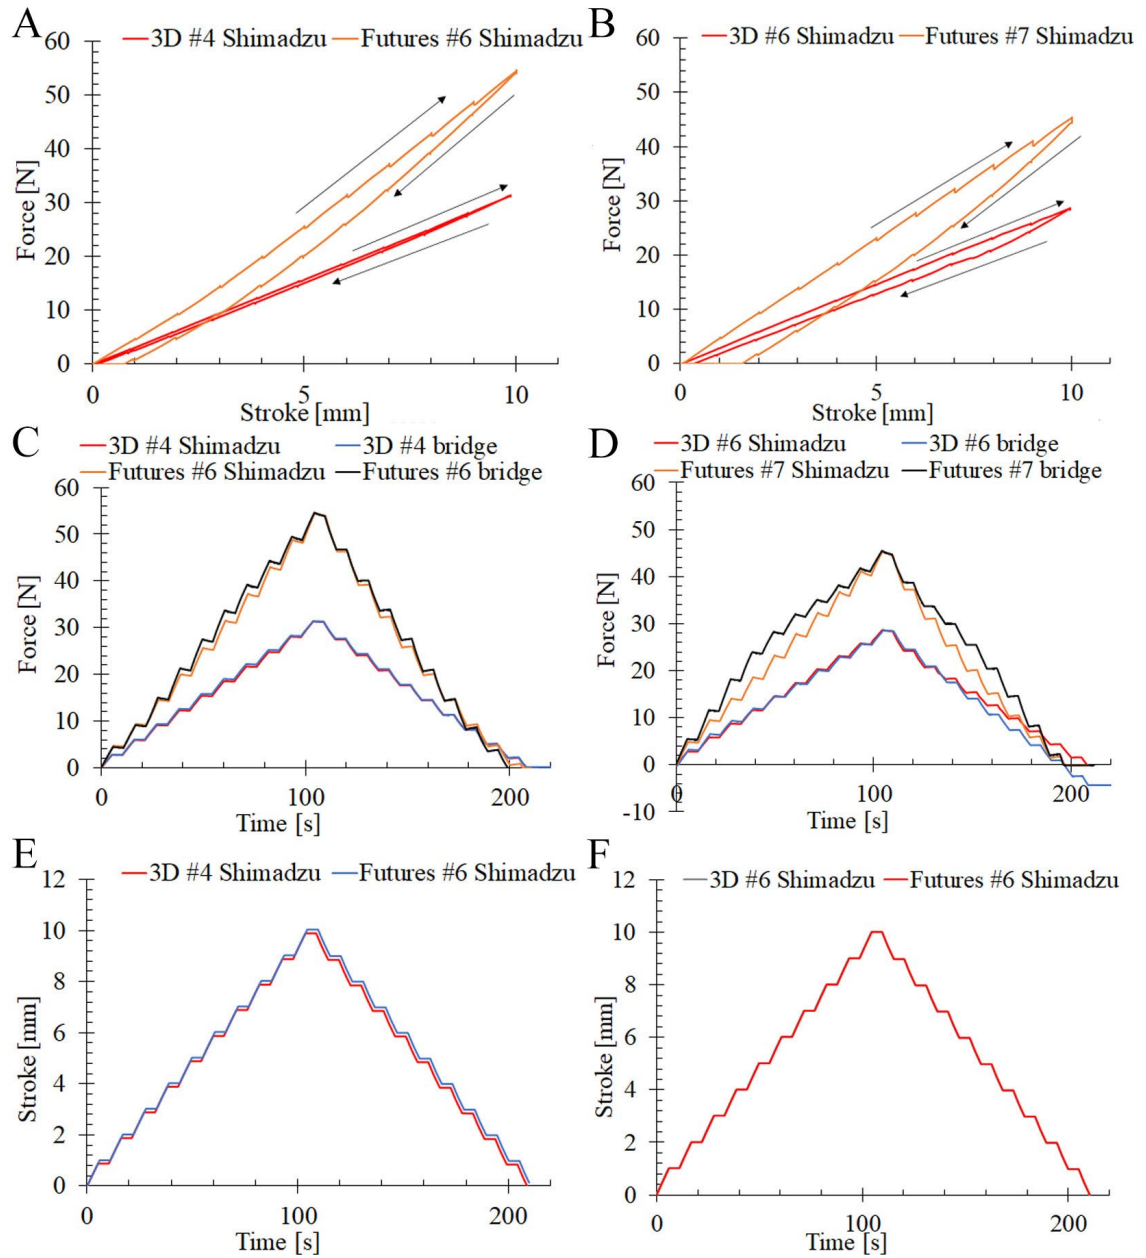 A
3D #4 Shimadzu
Futures #6 Shimadzu
60
50
40
30
20
10
0
Force [N]
0
5
10
Stroke [mm]
B
3D #6 Shimadzu
Futures #7 Shimadzu
60
50
40
30
20
10
0
Force [N]
0
5
10
Stroke [mm]
C
3D #4 Shimadzu
3D #4 bridge
Futures #6 Shimadzu
Futures #6 bridge
60
50
40
30
20
10
0
Force [N]
0
100
200
Time [s]
D
3D #6 Shimadzu
3D #6 bridge
Futures #7 Shimadzu
Futures #7 bridge
60
50
40
30
20
10
0
-10
Force [N]
0
100
200
Time [s]
E
3D #4 Shimadzu
Futures #6 Shimadzu
12
10
8
6
4
2
0
Stroke [mm]
0
100
200
Time [s]
F
3D #6 Shimadzu
Futures #6 Shimadzu
12
10
8
6
4
2
0
Stroke [mm]
0
100
200
Time [s]